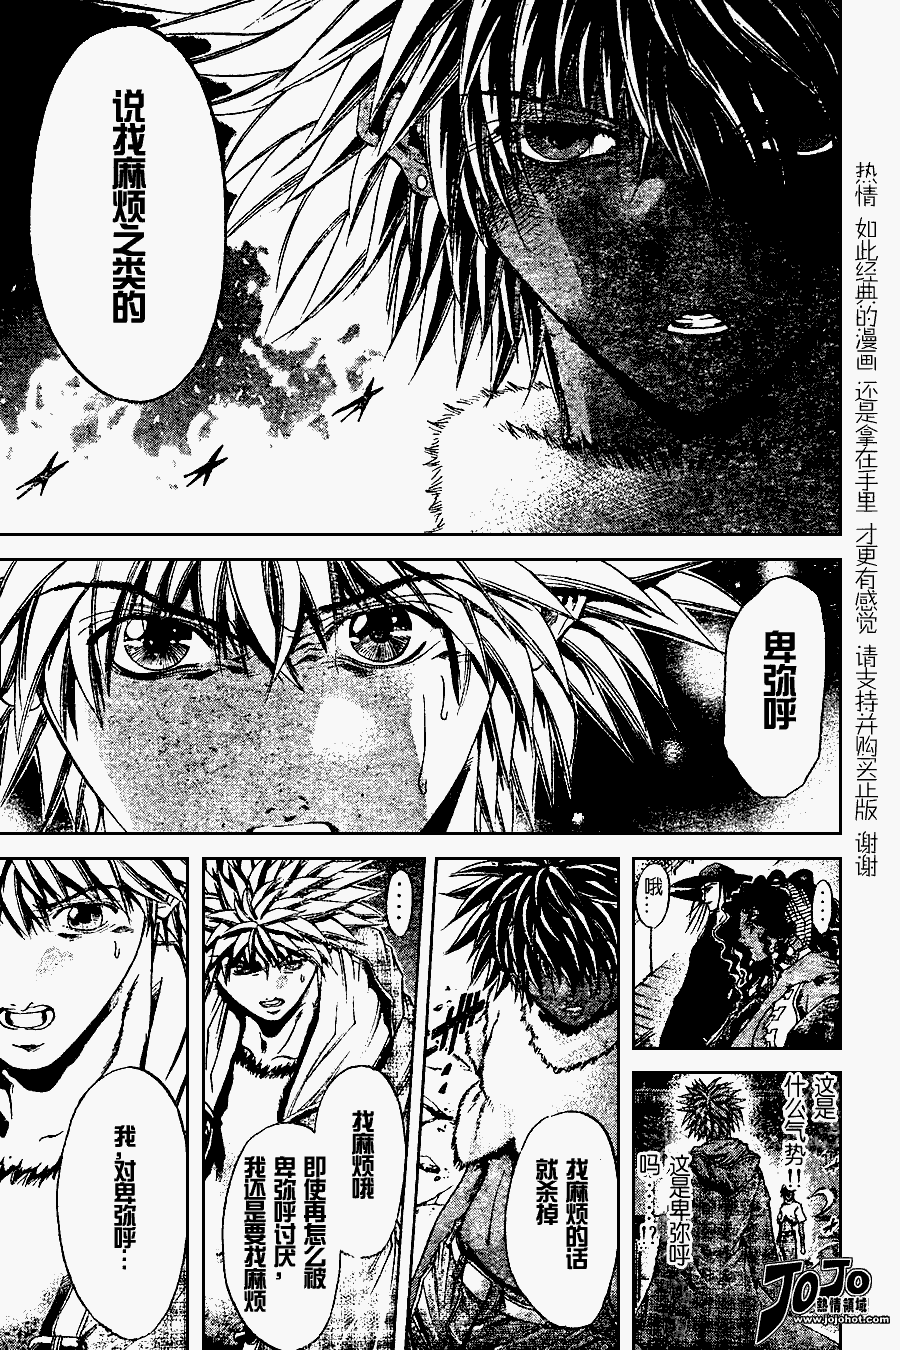 说找麻烦之类的
卑弥呼
哦…
…
这是
什么气势!!
这是卑弥呼
吗……!?
找麻烦的话
就杀掉
…
找麻烦哦
即使再怎么被
卑弥呼讨厌，
我还是要找麻烦
我，对卑弥呼…
热情 如此经典的漫画 还是拿在手里 才更有感觉 请支持并购买正版 谢谢
JOJO
熱情領域
www.jojohot.com